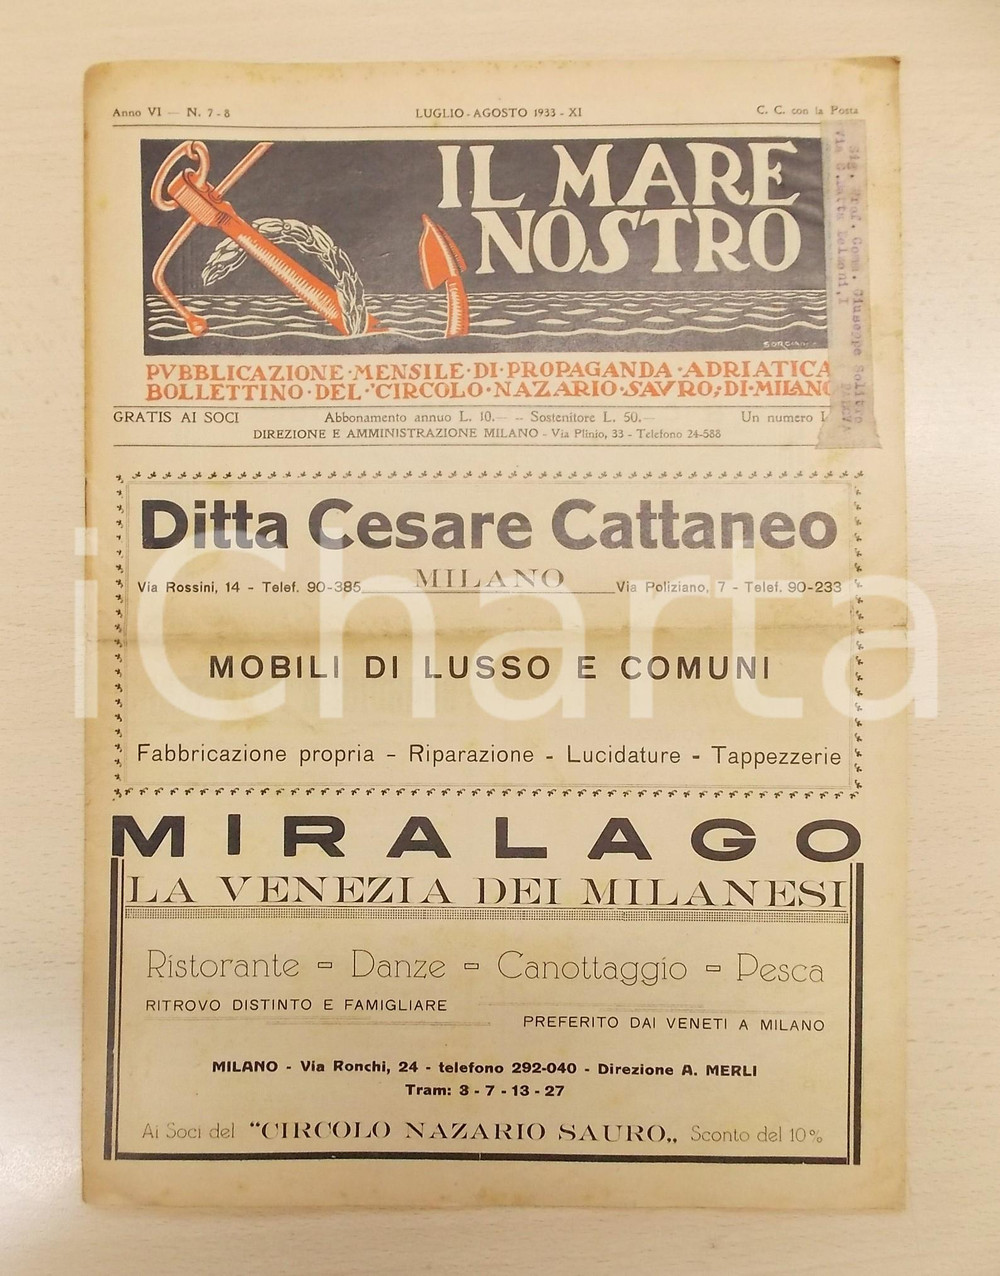 Anno VI — N. 7-8
LUGLIO-AGOSTO 1933-XI
C. C. con la Posta
IL MARE
NOSTRO
PVBBLICAZIONE·MENSILE·DI·PROPAGANDA·ADRIATICA
BOLLETTINO·DEL·"CIRCOLO·NAZARIO·SAVRO„·DI·MILANO
GRATIS AI SOCI
Abbonamento annuo L. 10.— -- Sostenitore L. 50.—
Un numero L
DIREZIONE E AMMINISTRAZIONE MILANO - Via Plinio, 33 - Telefono 24-588
Sig. Prof. Com. Giuseppe
Ditta Cesare Cattaneo
MILANO
Via Rossini, 14 - Telef. 90-385
Via Poliziano, 7 - Telef. 90-233
MOBILI DI LUSSO E COMUNI
Fabbricazione propria - Riparazione - Lucidature - Tappezzerie
iCharta
MIRALAGO
LA VENEZIA DEI MILANESI
Ristorante - Danze - Canottaggio - Pesca
RITROVO DISTINTO E FAMIGLIARE
PREFERITO DAI VENETI A MILANO
MILANO - Via Ronchi, 24 - telefono 292-040 - Direzione A. MERLI
Tram: 3 - 7 - 13 - 27
Ai Soci del "CIRCOLO NAZARIO SAURO„ Sconto del 10%